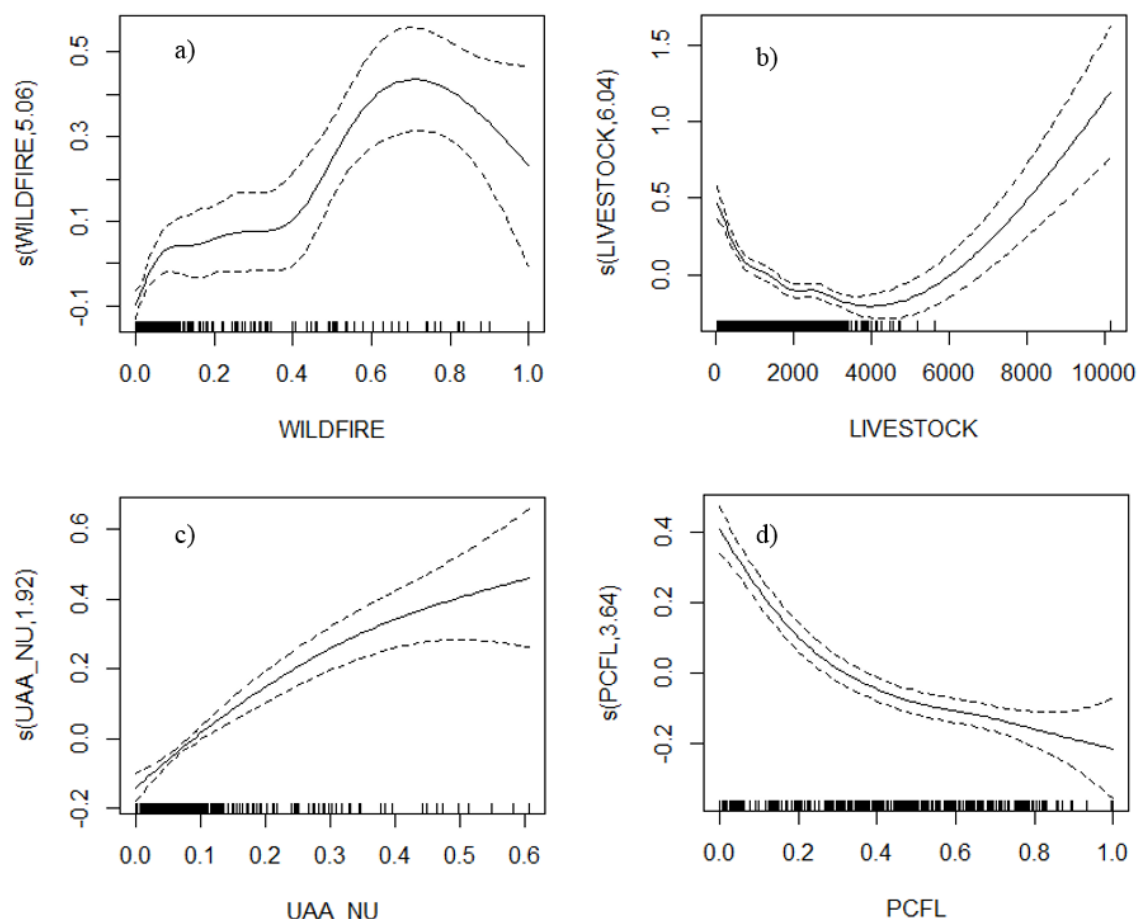 a)
s(WILDFIRE,5.06)
-0.1 0.1 0.3 0.5
0.0 0.2 0.4 0.6 0.8 1.0
WILDFIRE
b)
s(LIVESTOCK,6.04)
0.0 0.5 1.0 1.5
0 2000 4000 6000 8000 10000
LIVESTOCK
c)
s(UAA_NU,1.92)
-0.2 0.0 0.2 0.4 0.6
0.0 0.1 0.2 0.3 0.4 0.5 0.6
UAA_NU
d)
s(PCFL,3.64)
-0.2 0.0 0.2 0.4
0.0 0.2 0.4 0.6 0.8 1.0
PCFL